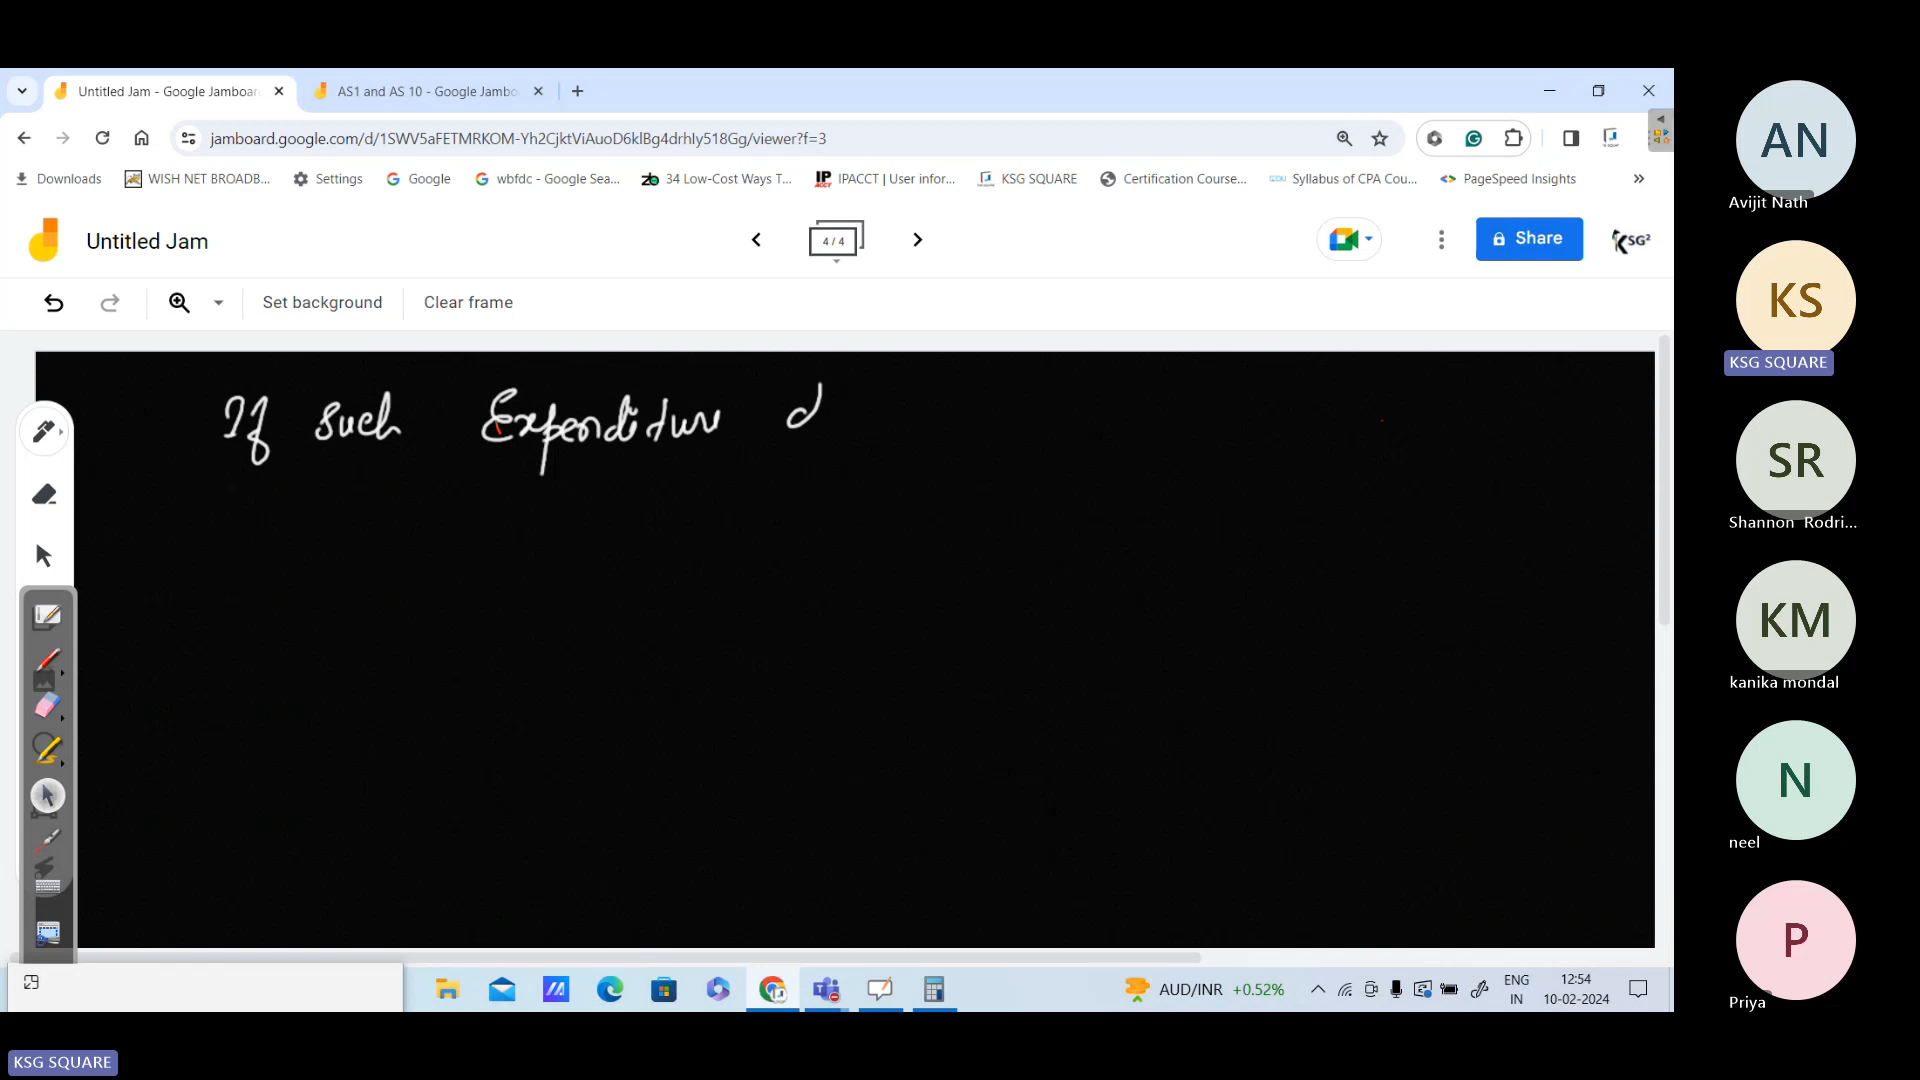 Untitled Jam - Google Jamboar
AS1 and AS 10 - Google Jambo
jamboard.google.com/d/1SWV5aFETMRKOM-Yh2CjktViAuoD6klBg4drhIy518Gg/viewer?f=3
Downloads
WISH NET BROADB...
Settings
Google
wbfdc - Google Sea...
34 Low-Cost Ways T...
IPACCT | User infor...
KSG SQUARE
Certification Course...
Syllabus of CPA Cou...
PageSpeed Insights
Untitled Jam
4 / 4
Share
KSG²
Set background
Clear frame
If such Expenditure d
AUD/INR +0.52%
ENG
IN
12:54
10-02-2024
AN
Avijit Nath
KS
KSG SQUARE
SR
Shannon Rodri...
KM
kanika mondal
N
neel
P
Priya
KSG SQUARE